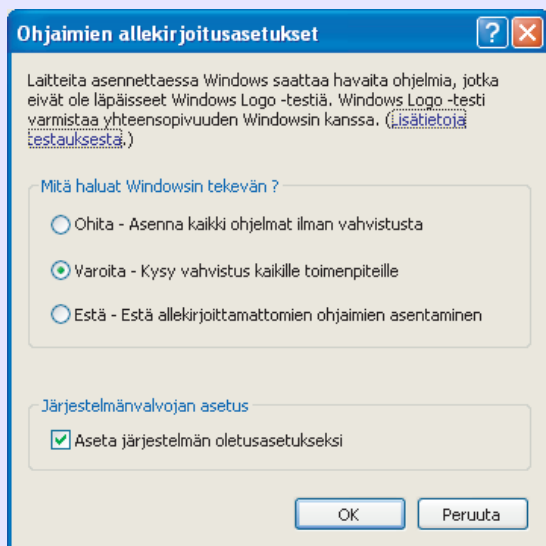 Ohjaimien allekirjoitusasetukset
Laitteita asennettaessa Windows saattaa havaita ohjelmia, jotka
eivät ole läpäisseet Windows Logo -testiä. Windows Logo -testi
varmistaa yhteensopivuuden Windowsin kanssa. (Lisätietoja
testauksesta.)
Mitä haluat Windowsin tekevän ?
Ohita - Asenna kaikki ohjelmat ilman vahvistusta
Varoita - Kysy vahvistus kaikille toimenpiteille
Estä - Estä allekirjoittamattomien ohjaimien asentaminen
Järjestelmänvalvojan asetus
Aseta järjestelmän oletusasetukseksi
OK Peruuta